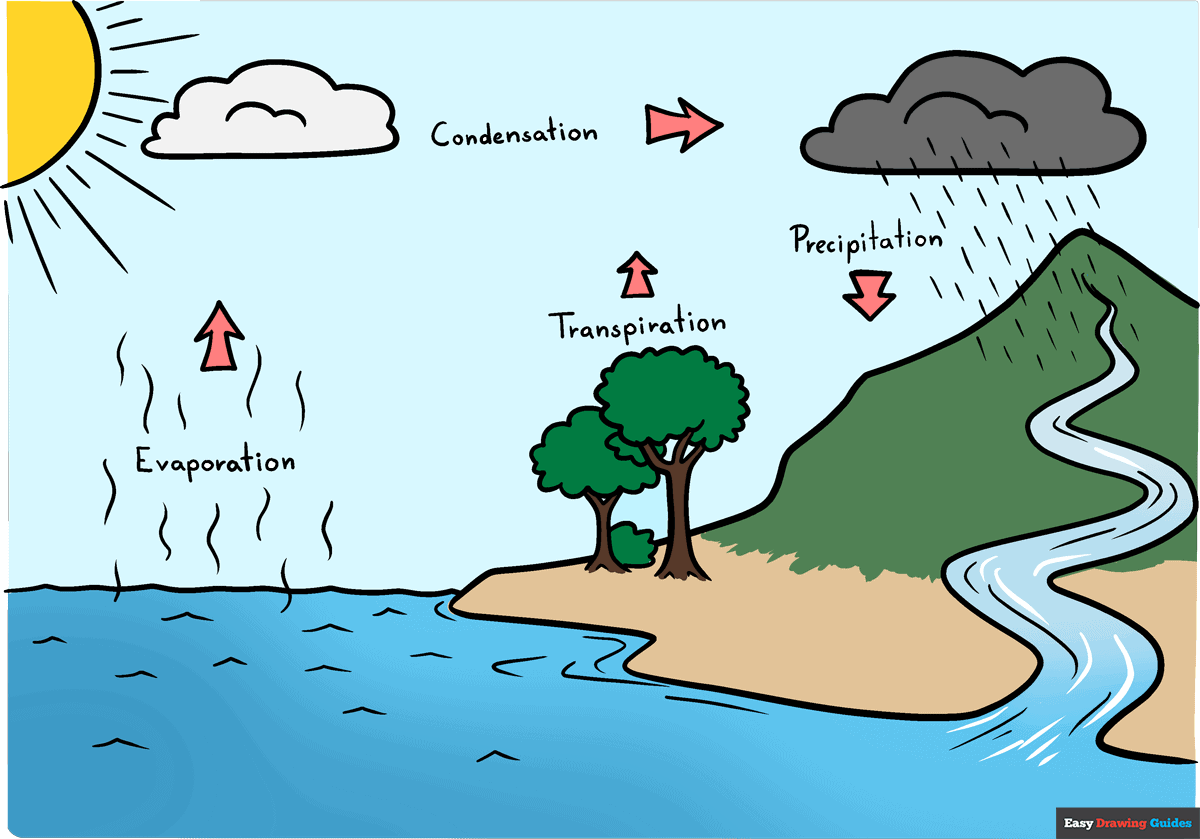 Condensation
Precipitation
Transpiration
Evaporation
Easy Drawing Guides